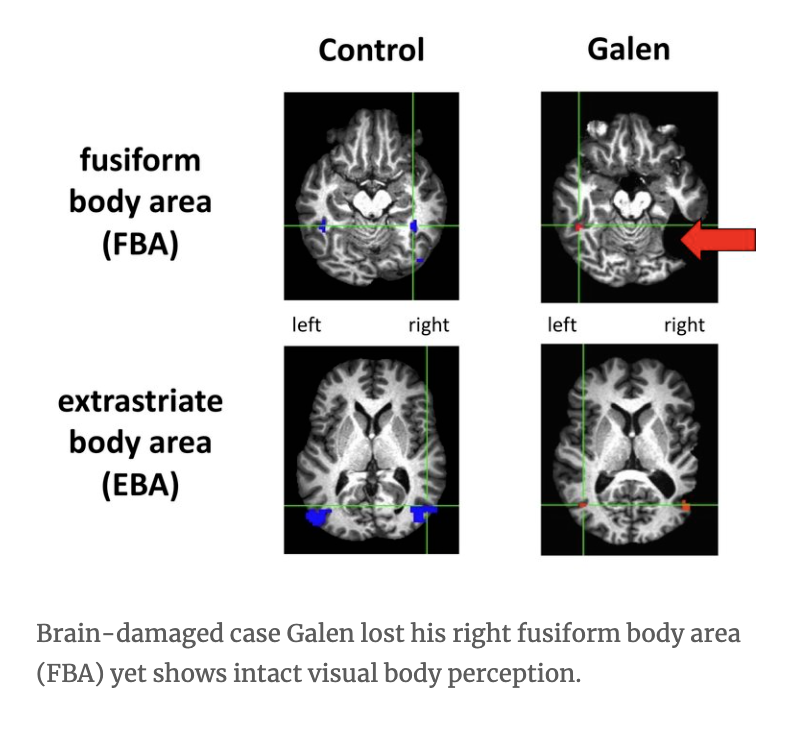 Control
Galen
fusiform
body area
(FBA)
left
right
left
right
extrastriate
body area
(EBA)
Brain-damaged case Galen lost his right fusiform body area
(FBA) yet shows intact visual body perception.